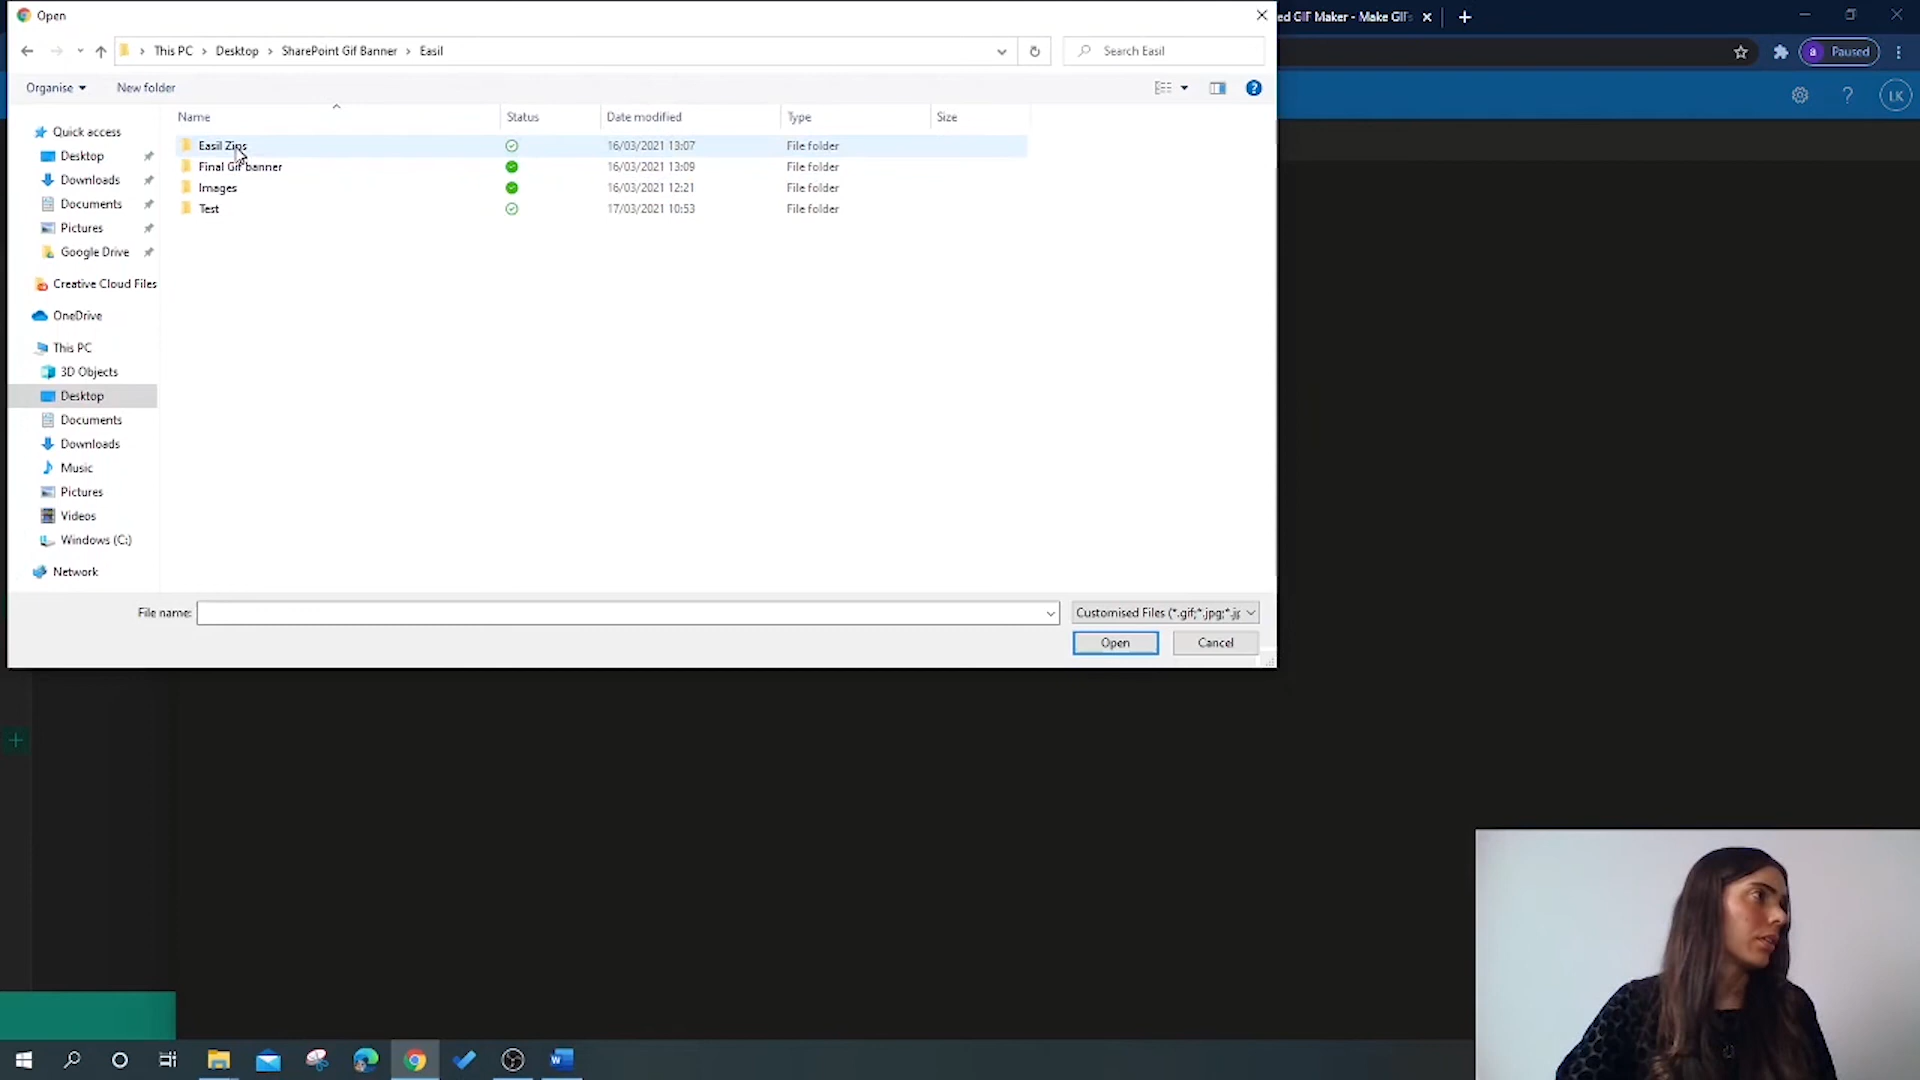 Open
ed GIF Maker - Make GIFs
This PC > Desktop > SharePoint Gif Banner > Easil
Search Easil
a Paused
Organise
New folder
LK
Name Status Date modified Type Size
Quick access
Desktop
Downloads
Documents
Pictures
Google Drive
Creative Cloud Files
OneDrive
This PC
3D Objects
Desktop
Documents
Downloads
Music
Pictures
Videos
Windows (C:)
Network
Easil Zips 16/03/2021 13:07 File folder
Final Gif banner 16/03/2021 13:09 File folder
Images 16/03/2021 12:21 File folder
Test 17/03/2021 10:53 File folder
File name:
Customised Files (*.gif;*.jpg;*.jp
Open
Cancel